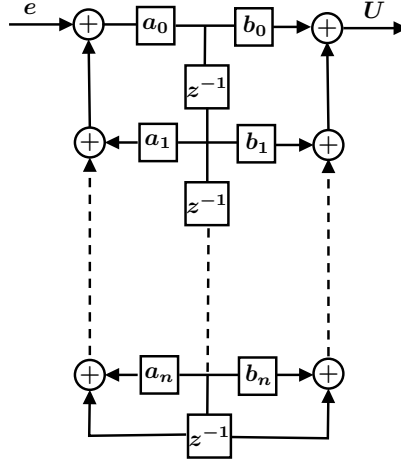 e U
+ a₀ b₀ +
z⁻¹
+ a₁ b₁ +
z⁻¹
+ aₙ bₙ +
z⁻¹